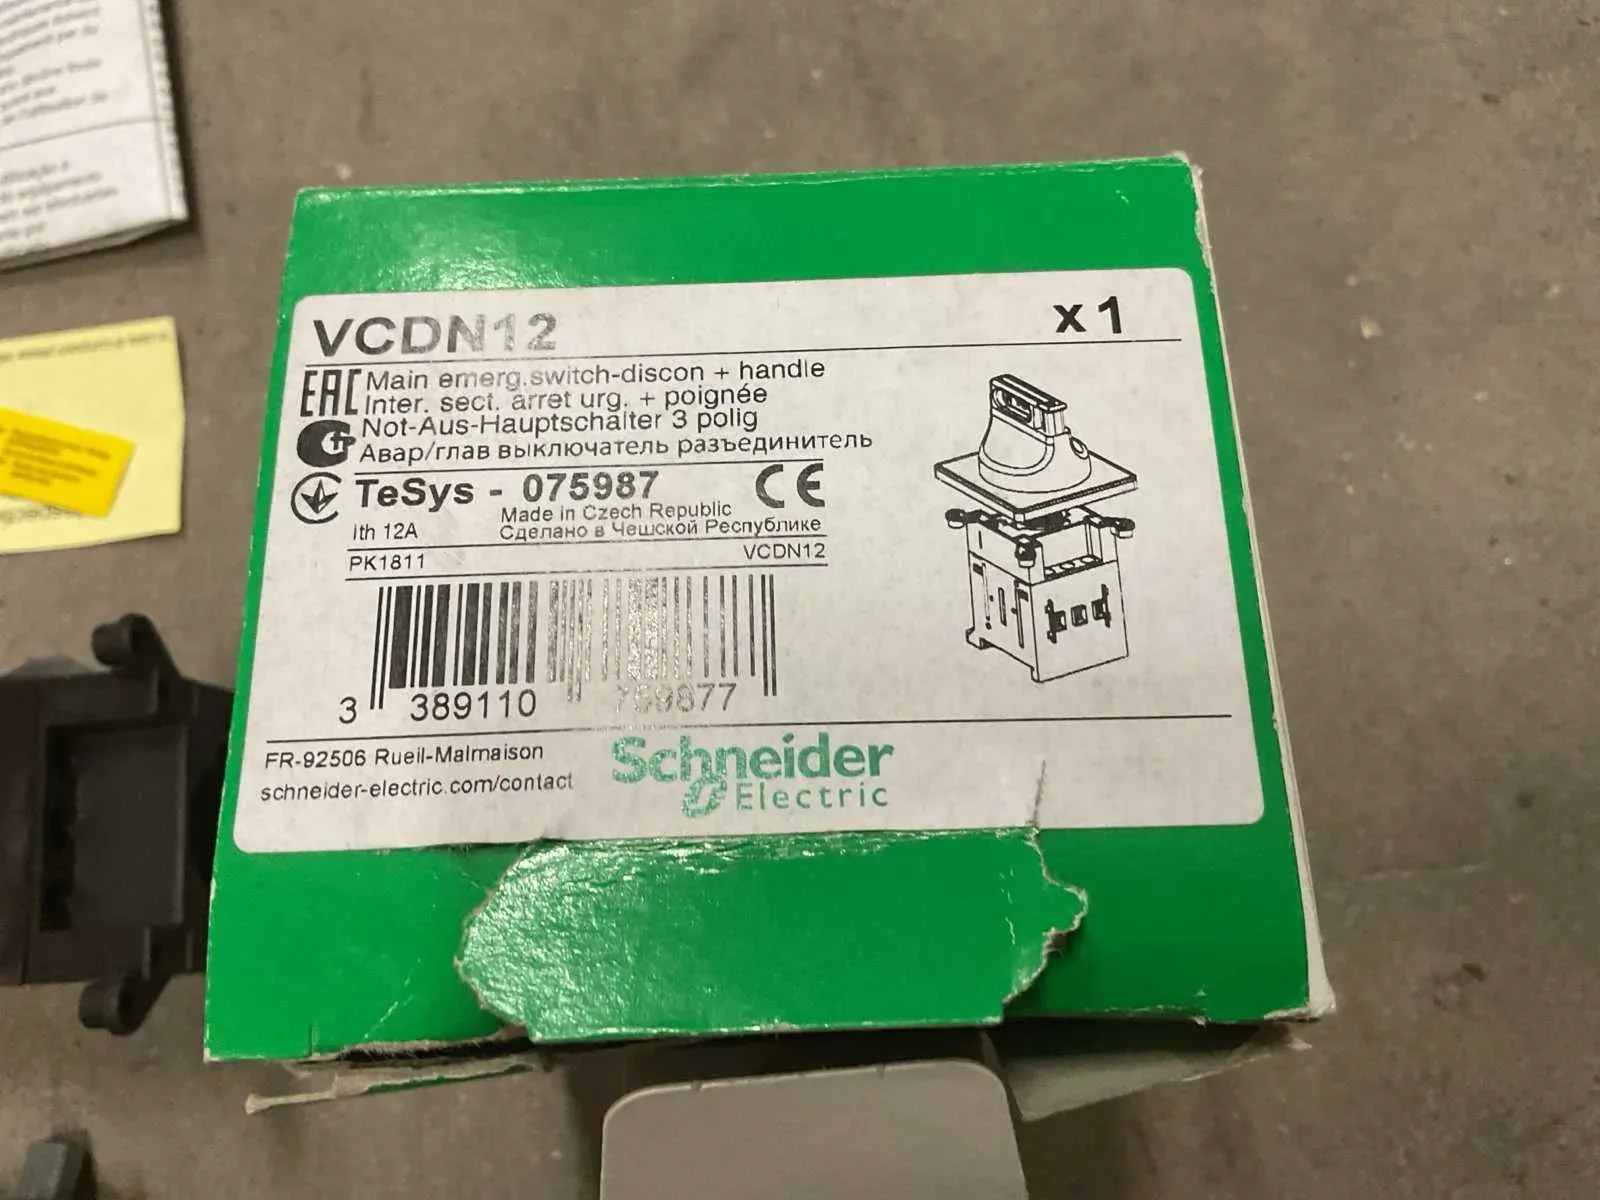 VCDN12
x 1
EAC
Main emerg.switch-discon + handle
Inter. sect. arret urg. + poignée
Not-Aus-Hauptschalter 3 polig
Авар/глав выключатель разъединитель
TeSys - 075987
CE
Made in Czech Republic
Ith 12A
Сделано в Чешской Республике
PK1811
VCDN12
3 389110 759877
FR-92506 Rueil-Malmaison
schneider-electric.com/contact
Schneider
Electric